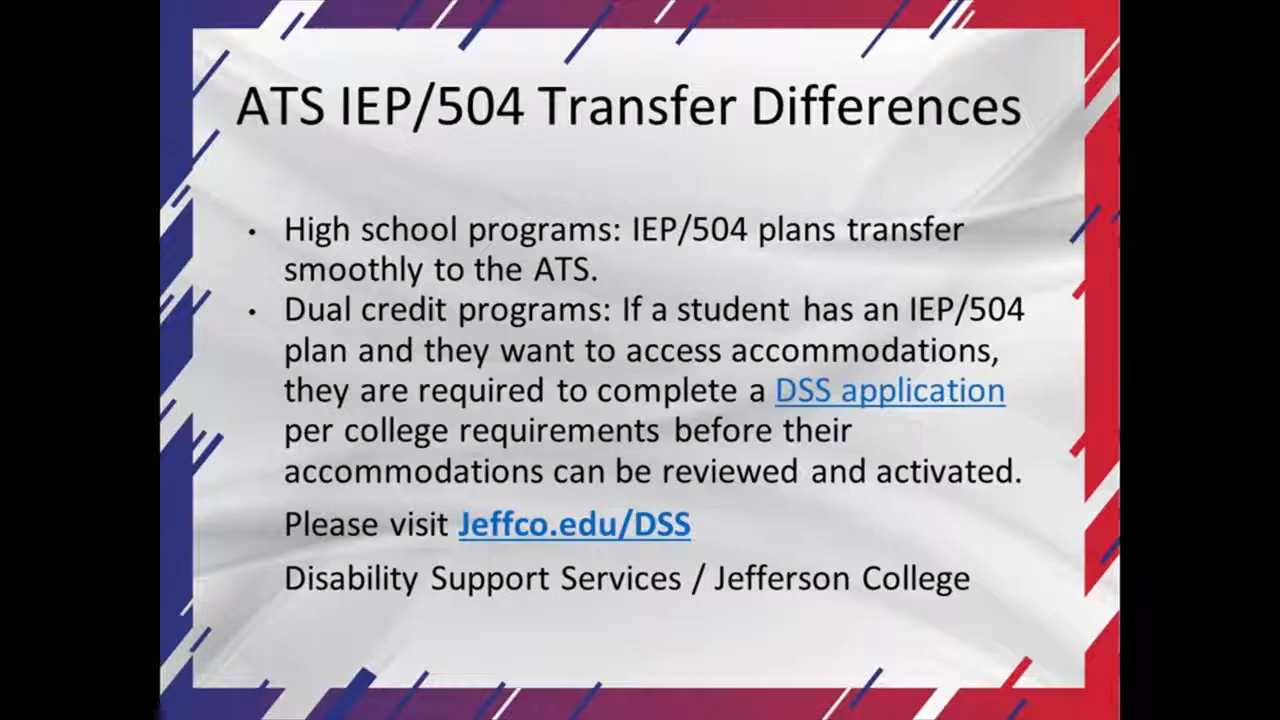 ATS IEP/504 Transfer Differences
• High school programs: IEP/504 plans transfer
smoothly to the ATS.
• Dual credit programs: If a student has an IEP/504
plan and they want to access accommodations,
they are required to complete a DSS application
per college requirements before their
accommodations can be reviewed and activated.
Please visit Jeffco.edu/DSS
Disability Support Services / Jefferson College